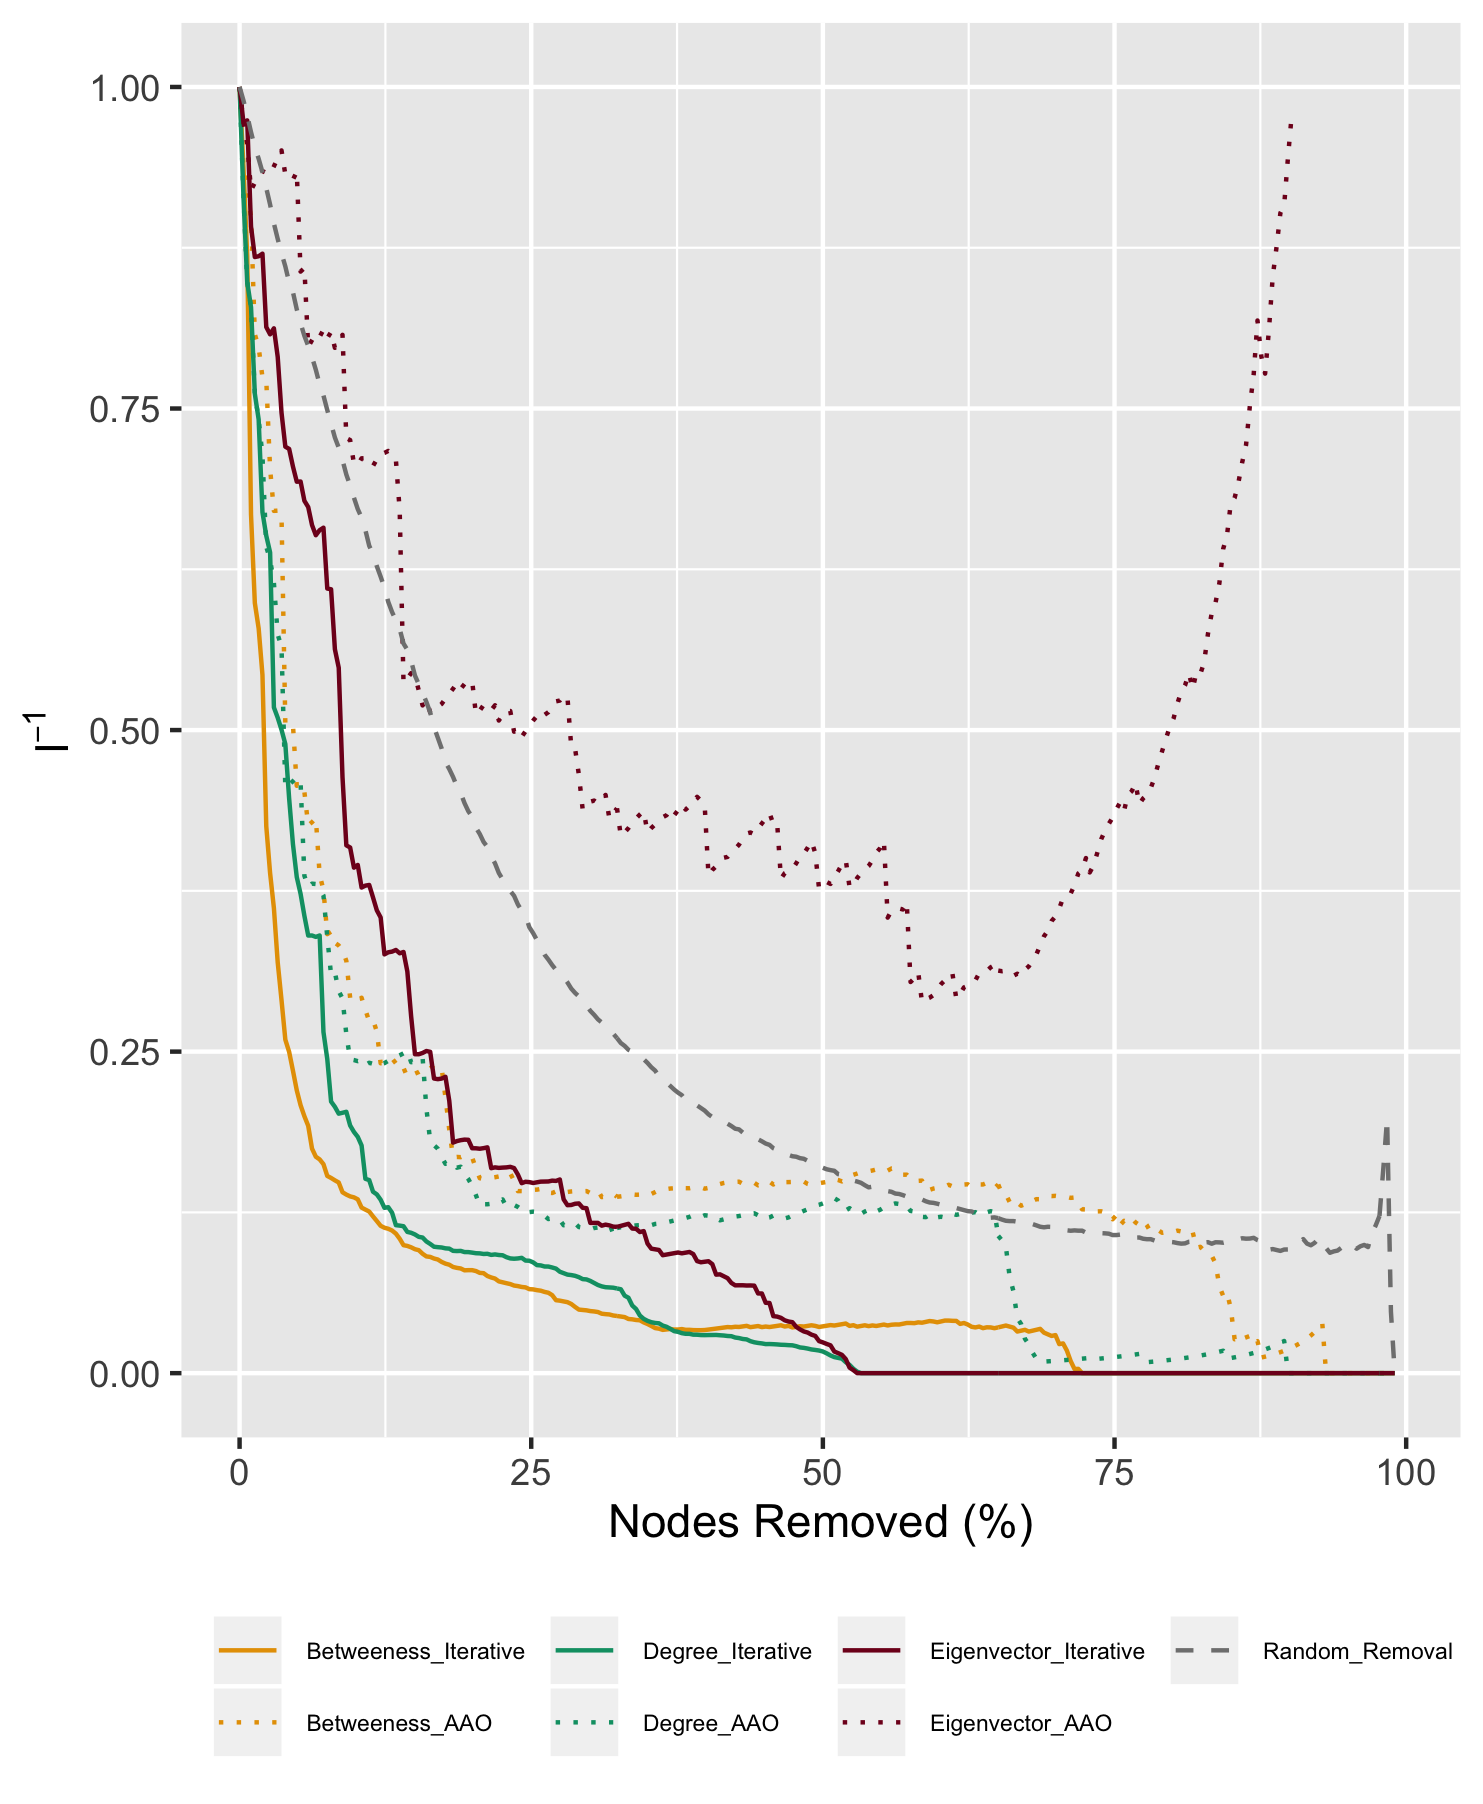 1.00
0.75
0.50
0.25
0.00
l⁻¹
0 25 50 75 100
Nodes Removed (%)
Betweeness_Iterative Degree_Iterative Eigenvector_Iterative Random_Removal
Betweeness_AAO Degree_AAO Eigenvector_AAO